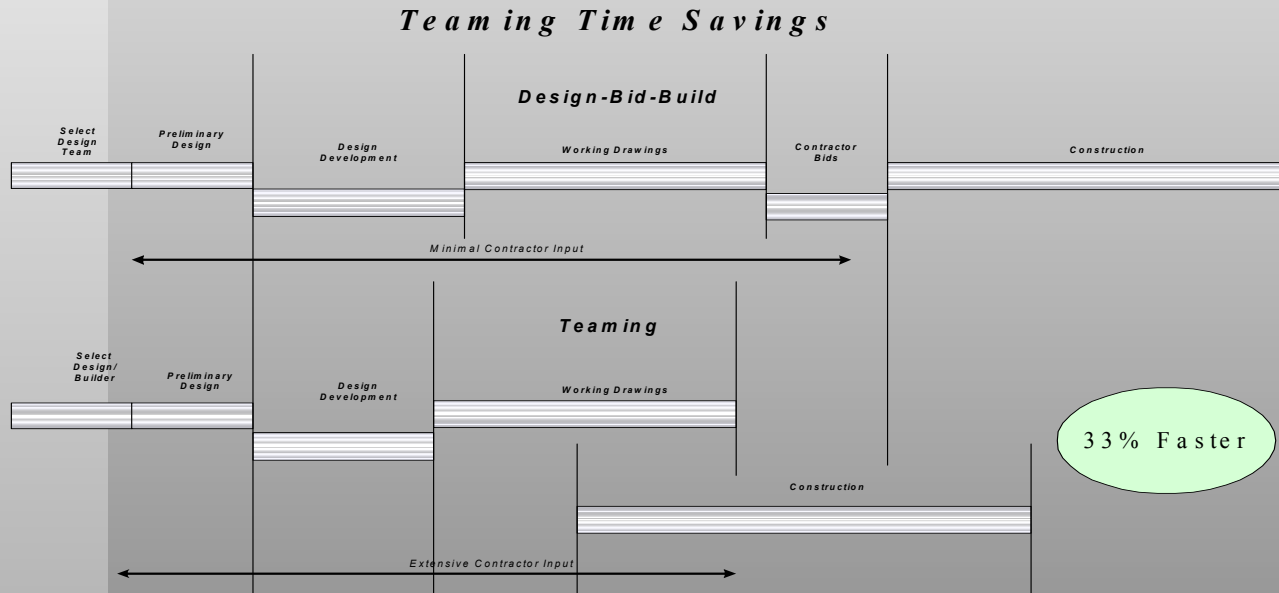 Teaming Time Savings
Design-Bid-Build
Select
Design
Team
Preliminary
Design
Design
Development
Working Drawings
Contractor
Bids
Construction
Minimal Contractor Input
Teaming
Select
Design/
Builder
Preliminary
Design
Design
Development
Working Drawings
33% Faster
Construction
Extensive Contractor Input